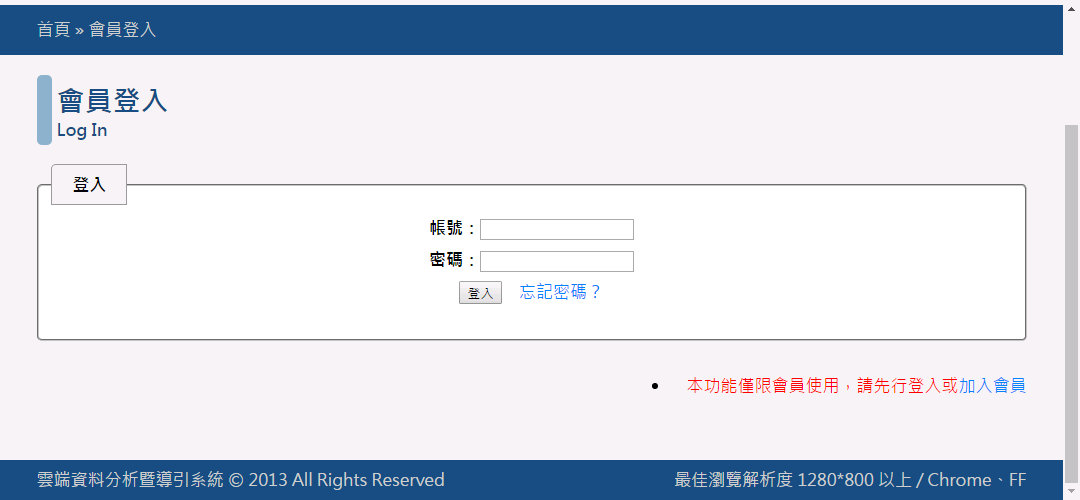 首頁 » 會員登入
會員登入
Log In
登入
帳號：
密碼：
登入 忘記密碼？
本功能僅限會員使用，請先行登入或加入會員
雲端資料分析暨導引系統 © 2013 All Rights Reserved
最佳瀏覽解析度 1280*800 以上 / Chrome、FF